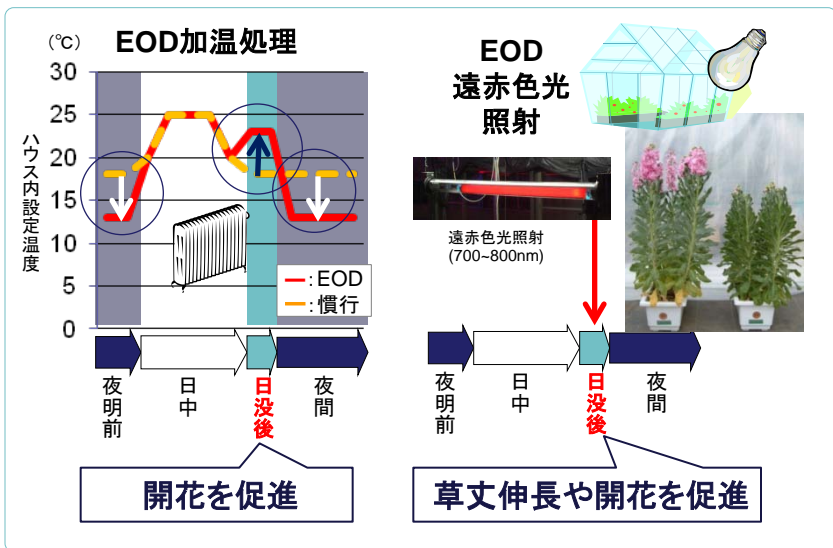 (℃)
EOD加温処理
30
25
20
15
10
5
0
ハウス内設定温度
━:EOD
━:慣行
夜明前
日中
日没後
夜間
開花を促進
EOD
遠赤色光
照射
遠赤色光照射
(700~800nm)
夜明前
日中
日没後
夜間
草丈伸長や開花を促進